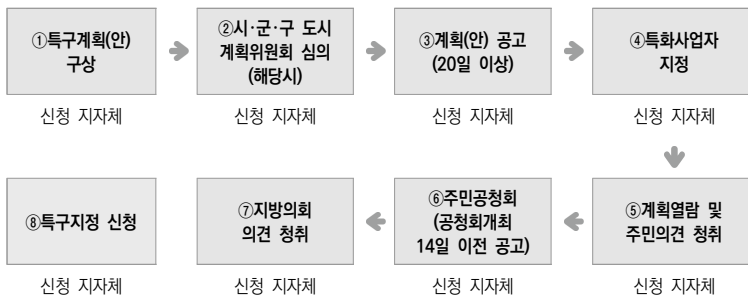 ①특구계획(안)
구상
신청 지자체
②시·군·구 도시
계획위원회 심의
(해당시)
신청 지자체
③계획(안) 공고
(20일 이상)
신청 지자체
④특화사업자
지정
신청 지자체
⑤계획열람 및
주민의견 청취
신청 지자체
⑥주민공청회
(공청회개최
14일 이전 공고)
신청 지자체
⑦지방의회
의견 청취
신청 지자체
⑧특구지정 신청
신청 지자체